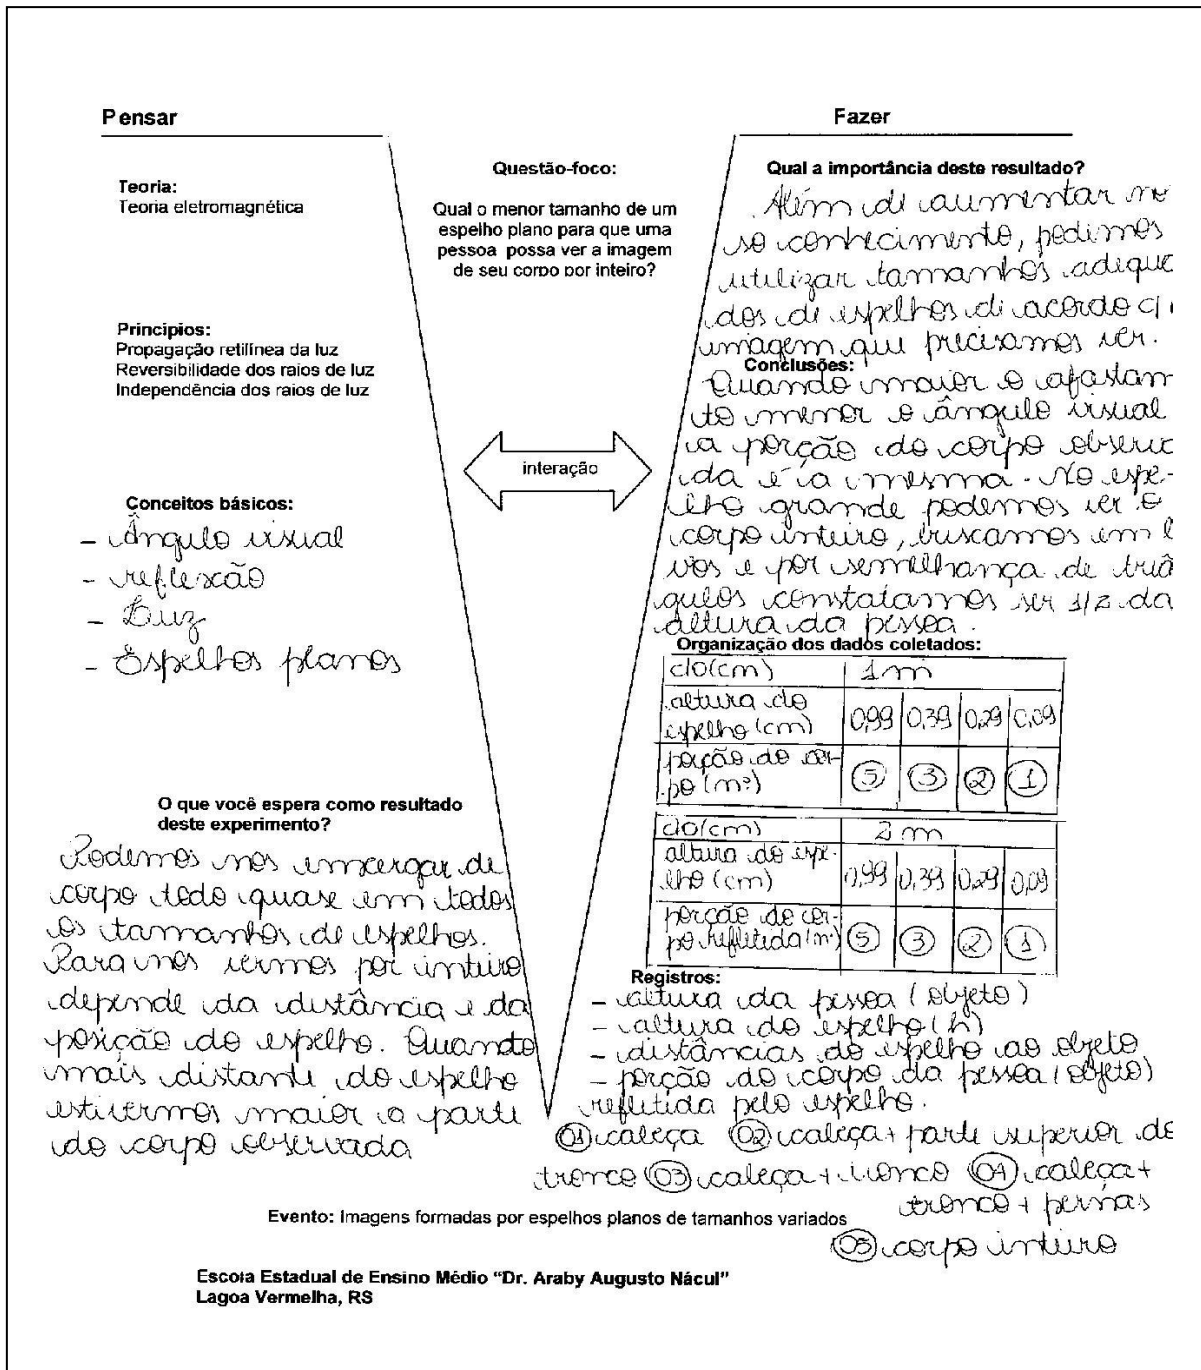 Pensar
Teoria:
Teoria eletromagnética
Principios:
Propagação retilínea da luz
Reversibilidade dos raios de luz
Independência dos raios de luz
Conceitos básicos:
- Ângulo visual
- reflexão
- Luz
- Espelhos planos
O que você espera como resultado
deste experimento?
Podemos nos enxergar de
corpo todo quase em todos
os tamanhos de espelhos.
Para nos vermos por inteiro
depende da distância e da
posição do espelho. Quando
mais distante do espelho
estivermos maior a parte
do corpo observada
Questão-foco:
Qual o menor tamanho de um
espelho plano para que uma
pessoa possa ver a imagem
de seu corpo por inteiro?
interação
Fazer
Qual a importância deste resultado?
Além de aumentar no
so conhecimento, podemos
utilizar tamanhos adequa
dos de espelhos de acordo c/
imagem que precisamos ver.
Conclusões:
Quando maior o afastam
to menor o ângulo visual
a porção do corpo observ
da é a mesma. No espe-
lho grande podemos ver o
corpo inteiro, buscamos em l
vos e por semelhança de triâ
gulos constatamos ser 1/2 da
altura da pessoa.
Organização dos dados coletados:
do(cm) 1 m
altura do
espelho (cm) 0,99 0,39 0,29 0,09
porção do cor-
po (nº) 5 3 2 1
do(cm) 2 m
altura do espe-
lho (cm) 0,99 0,39 0,29 0,09
porção do cor-
po refletida (nº) 5 3 2 1
Registros:
- altura da pessoa (objeto)
- altura do espelho (h)
- distâncias do espelho ao objeto
- porção do corpo da pessoa (objeto)
refletida pelo espelho.
01 cabeça 02 cabeça + parte superior do
tronco 03 cabeça + tronco 04 cabeça +
tronco + pernas
05 corpo inteiro
Evento: Imagens formadas por espelhos planos de tamanhos variados
Escola Estadual de Ensino Médio "Dr. Araby Augusto Nácul"
Lagoa Vermelha, RS